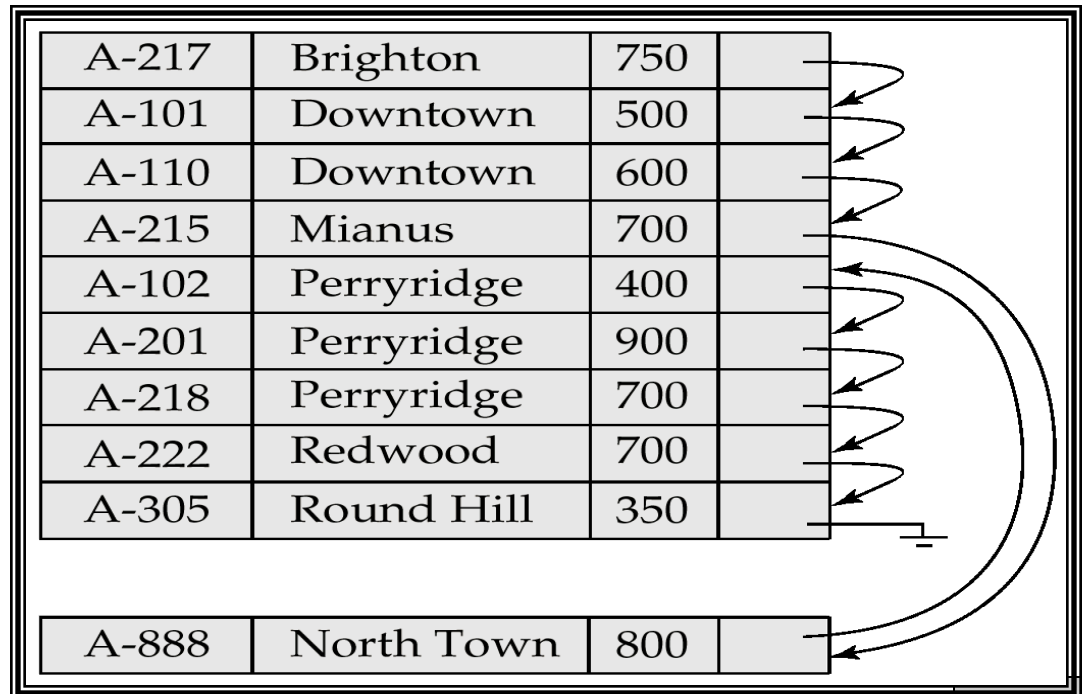 A-217 Brighton 750
A-101 Downtown 500
A-110 Downtown 600
A-215 Mianus 700
A-102 Perryridge 400
A-201 Perryridge 900
A-218 Perryridge 700
A-222 Redwood 700
A-305 Round Hill 350
A-888 North Town 800